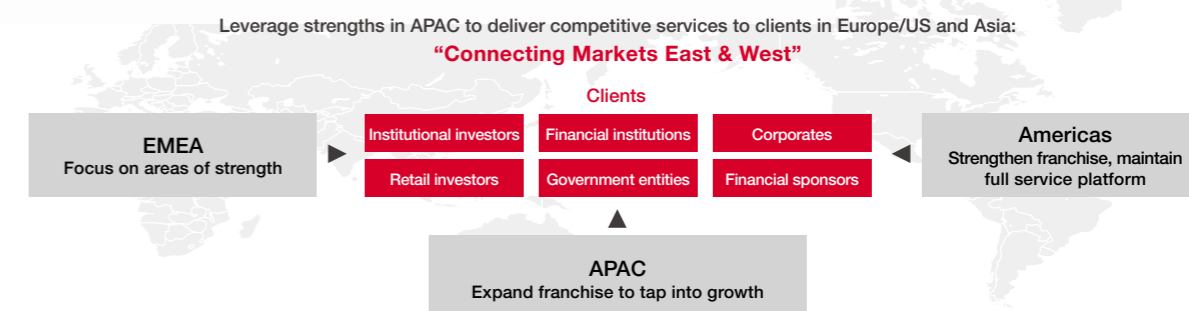 Leverage strengths in APAC to deliver competitive services to clients in Europe/US and Asia:
“Connecting Markets East & West”
Clients
EMEA
Focus on areas of strength
Institutional investors
Financial institutions
Corporates
Retail investors
Government entities
Financial sponsors
Americas
Strengthen franchise, maintain
full service platform
APAC
Expand franchise to tap into growth